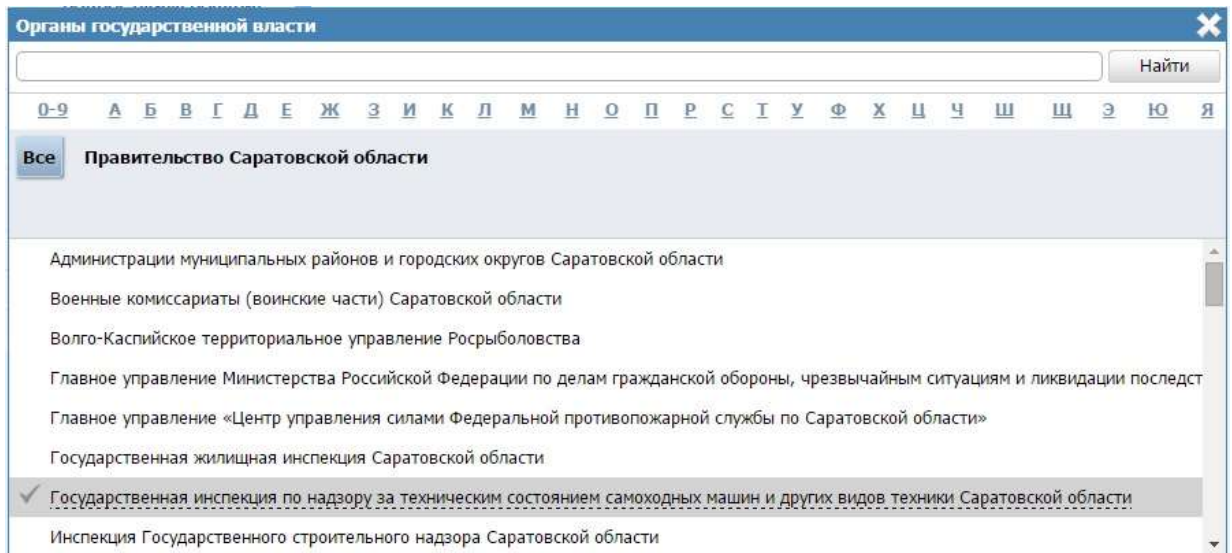 Органы государственной власти
Найти
0-9 А Б В Г Д Е Ж З И К Л М Н О П Р С Т У Ф Х Ц Ч Ш Щ Э Ю Я
Все Правительство Саратовской области
Администрации муниципальных районов и городских округов Саратовской области
Военные комиссариаты (воинские части) Саратовской области
Волго-Каспийское территориальное управление Росрыболовства
Главное управление Министерства Российской Федерации по делам гражданской обороны, чрезвычайным ситуациям и ликвидации последст
Главное управление «Центр управления силами Федеральной противопожарной службы по Саратовской области»
Государственная жилищная инспекция Саратовской области
Государственная инспекция по надзору за техническим состоянием самоходных машин и других видов техники Саратовской области
Инспекция Государственного строительного надзора Саратовской области